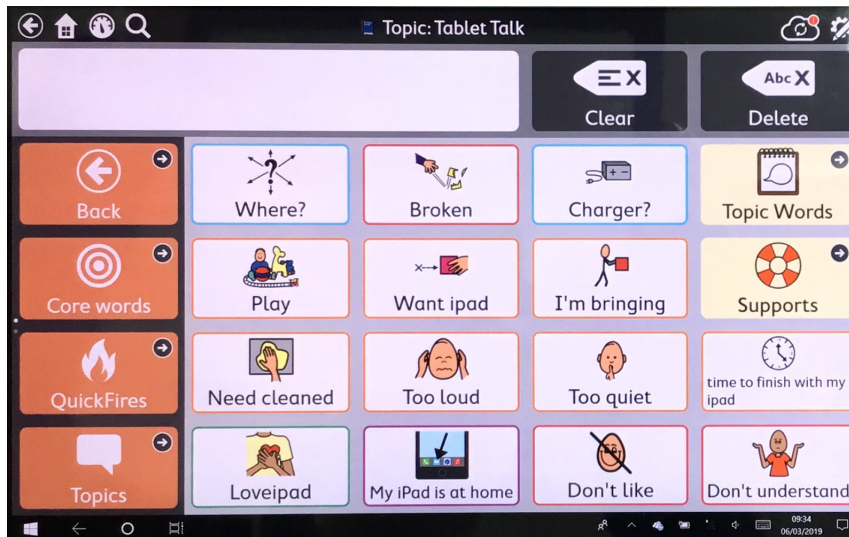 Topic: Tablet Talk
Clear
Abc X
Delete
Back
Where?
Broken
Charger?
Topic Words
Core words
Play
Want ipad
I'm bringing
Supports
QuickFires
Need cleaned
Too loud
Too quiet
time to finish with my
ipad
Topics
Loveipad
My iPad is at home
Don't like
Don't understand
09:34
06/03/2019